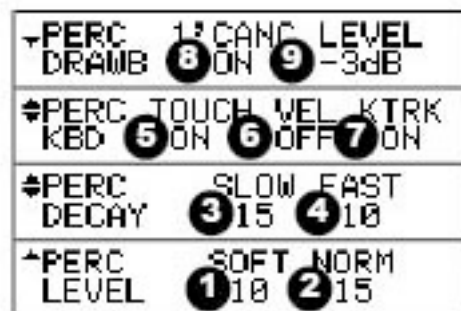 PERC 1' CANC LEVEL
DRAWB 8 ON 9 -3dB
PERC TOUCH VEL KTRK
KBD 5 ON 6 OFF 7 ON
PERC SLOW FAST
DECAY 3 15 4 10
PERC SOFT NORM
LEVEL 1 10 2 15